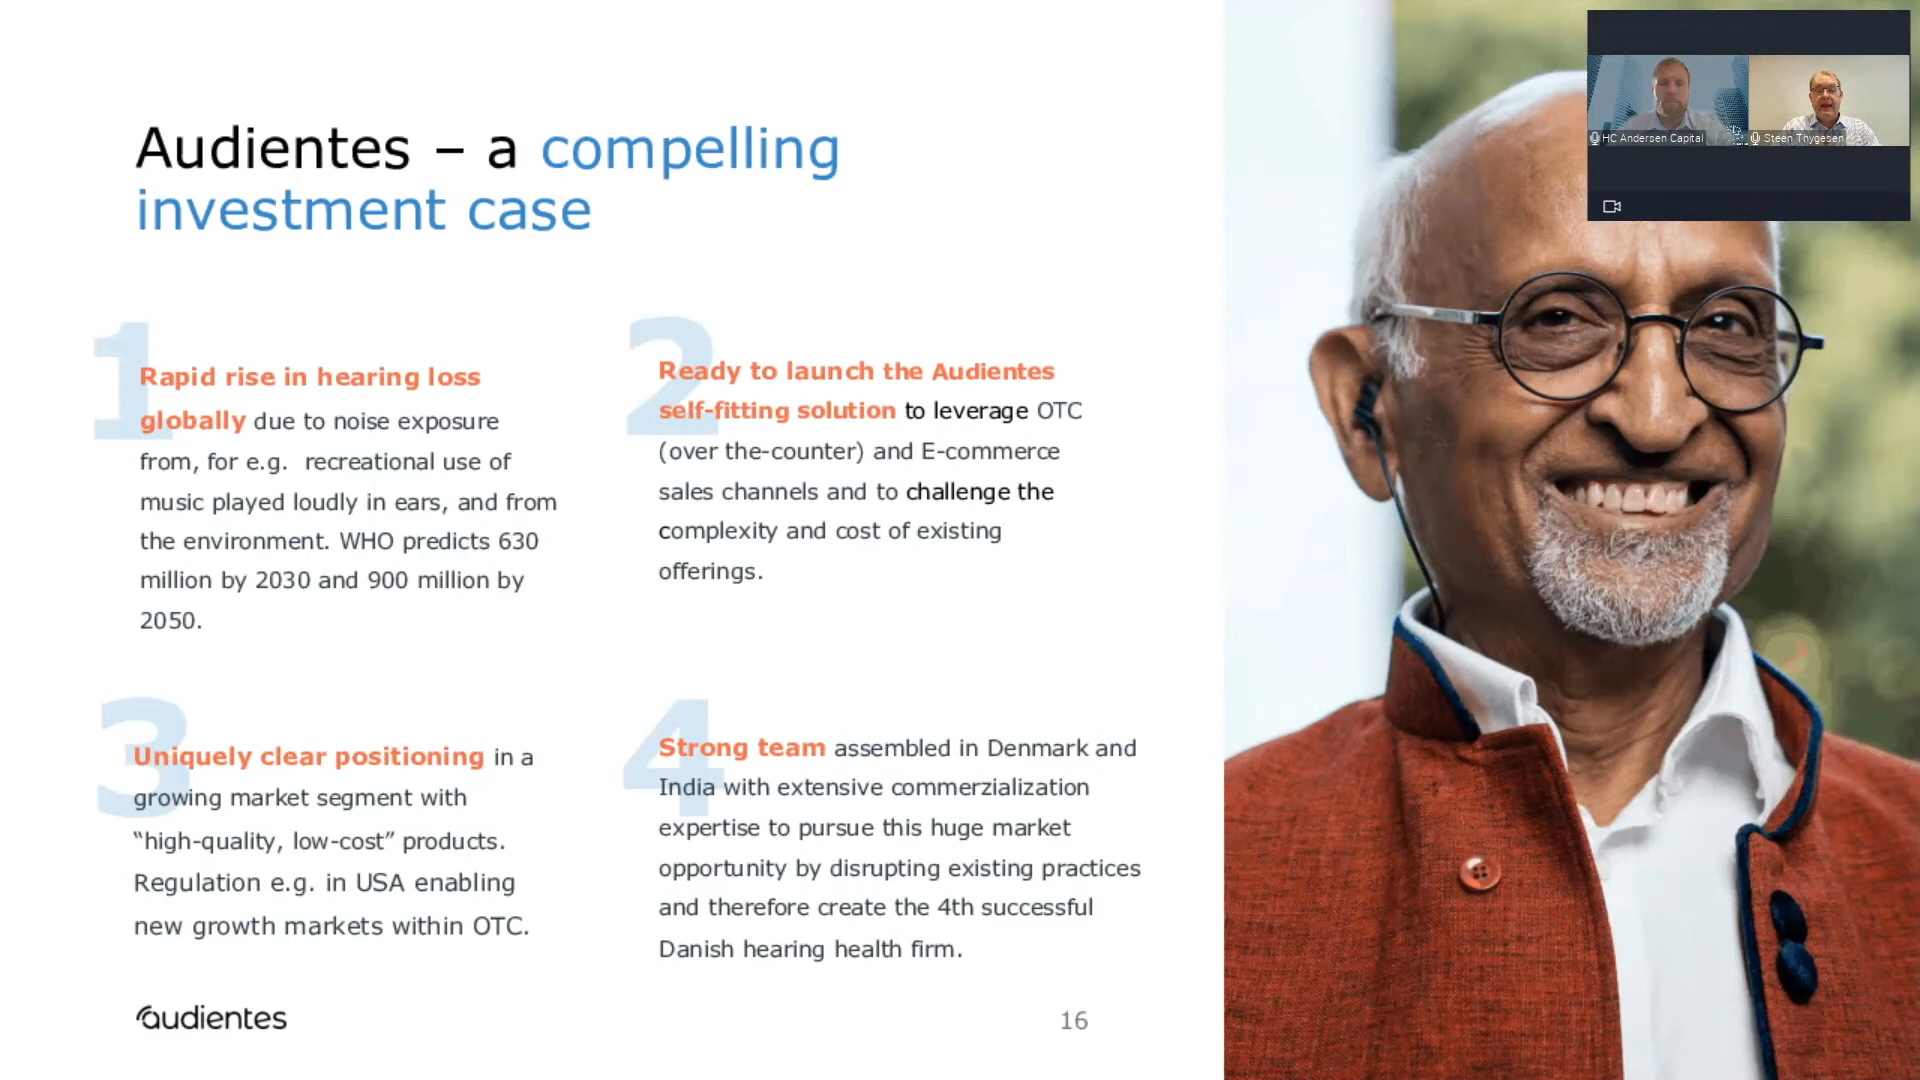 Audientes – a compelling
investment case
HC Andersen Capital
Steen Thygesen
1
Rapid rise in hearing loss
globally due to noise exposure
from, for e.g. recreational use of
music played loudly in ears, and from
the environment. WHO predicts 630
million by 2030 and 900 million by
2050.
2
Ready to launch the Audientes
self-fitting solution to leverage OTC
(over the-counter) and E-commerce
sales channels and to challenge the
complexity and cost of existing
offerings.
3
Uniquely clear positioning in a
growing market segment with
“high-quality, low-cost” products.
Regulation e.g. in USA enabling
new growth markets within OTC.
4
Strong team assembled in Denmark and
India with extensive commerzialization
expertise to pursue this huge market
opportunity by disrupting existing practices
and therefore create the 4th successful
Danish hearing health firm.
audientes
16